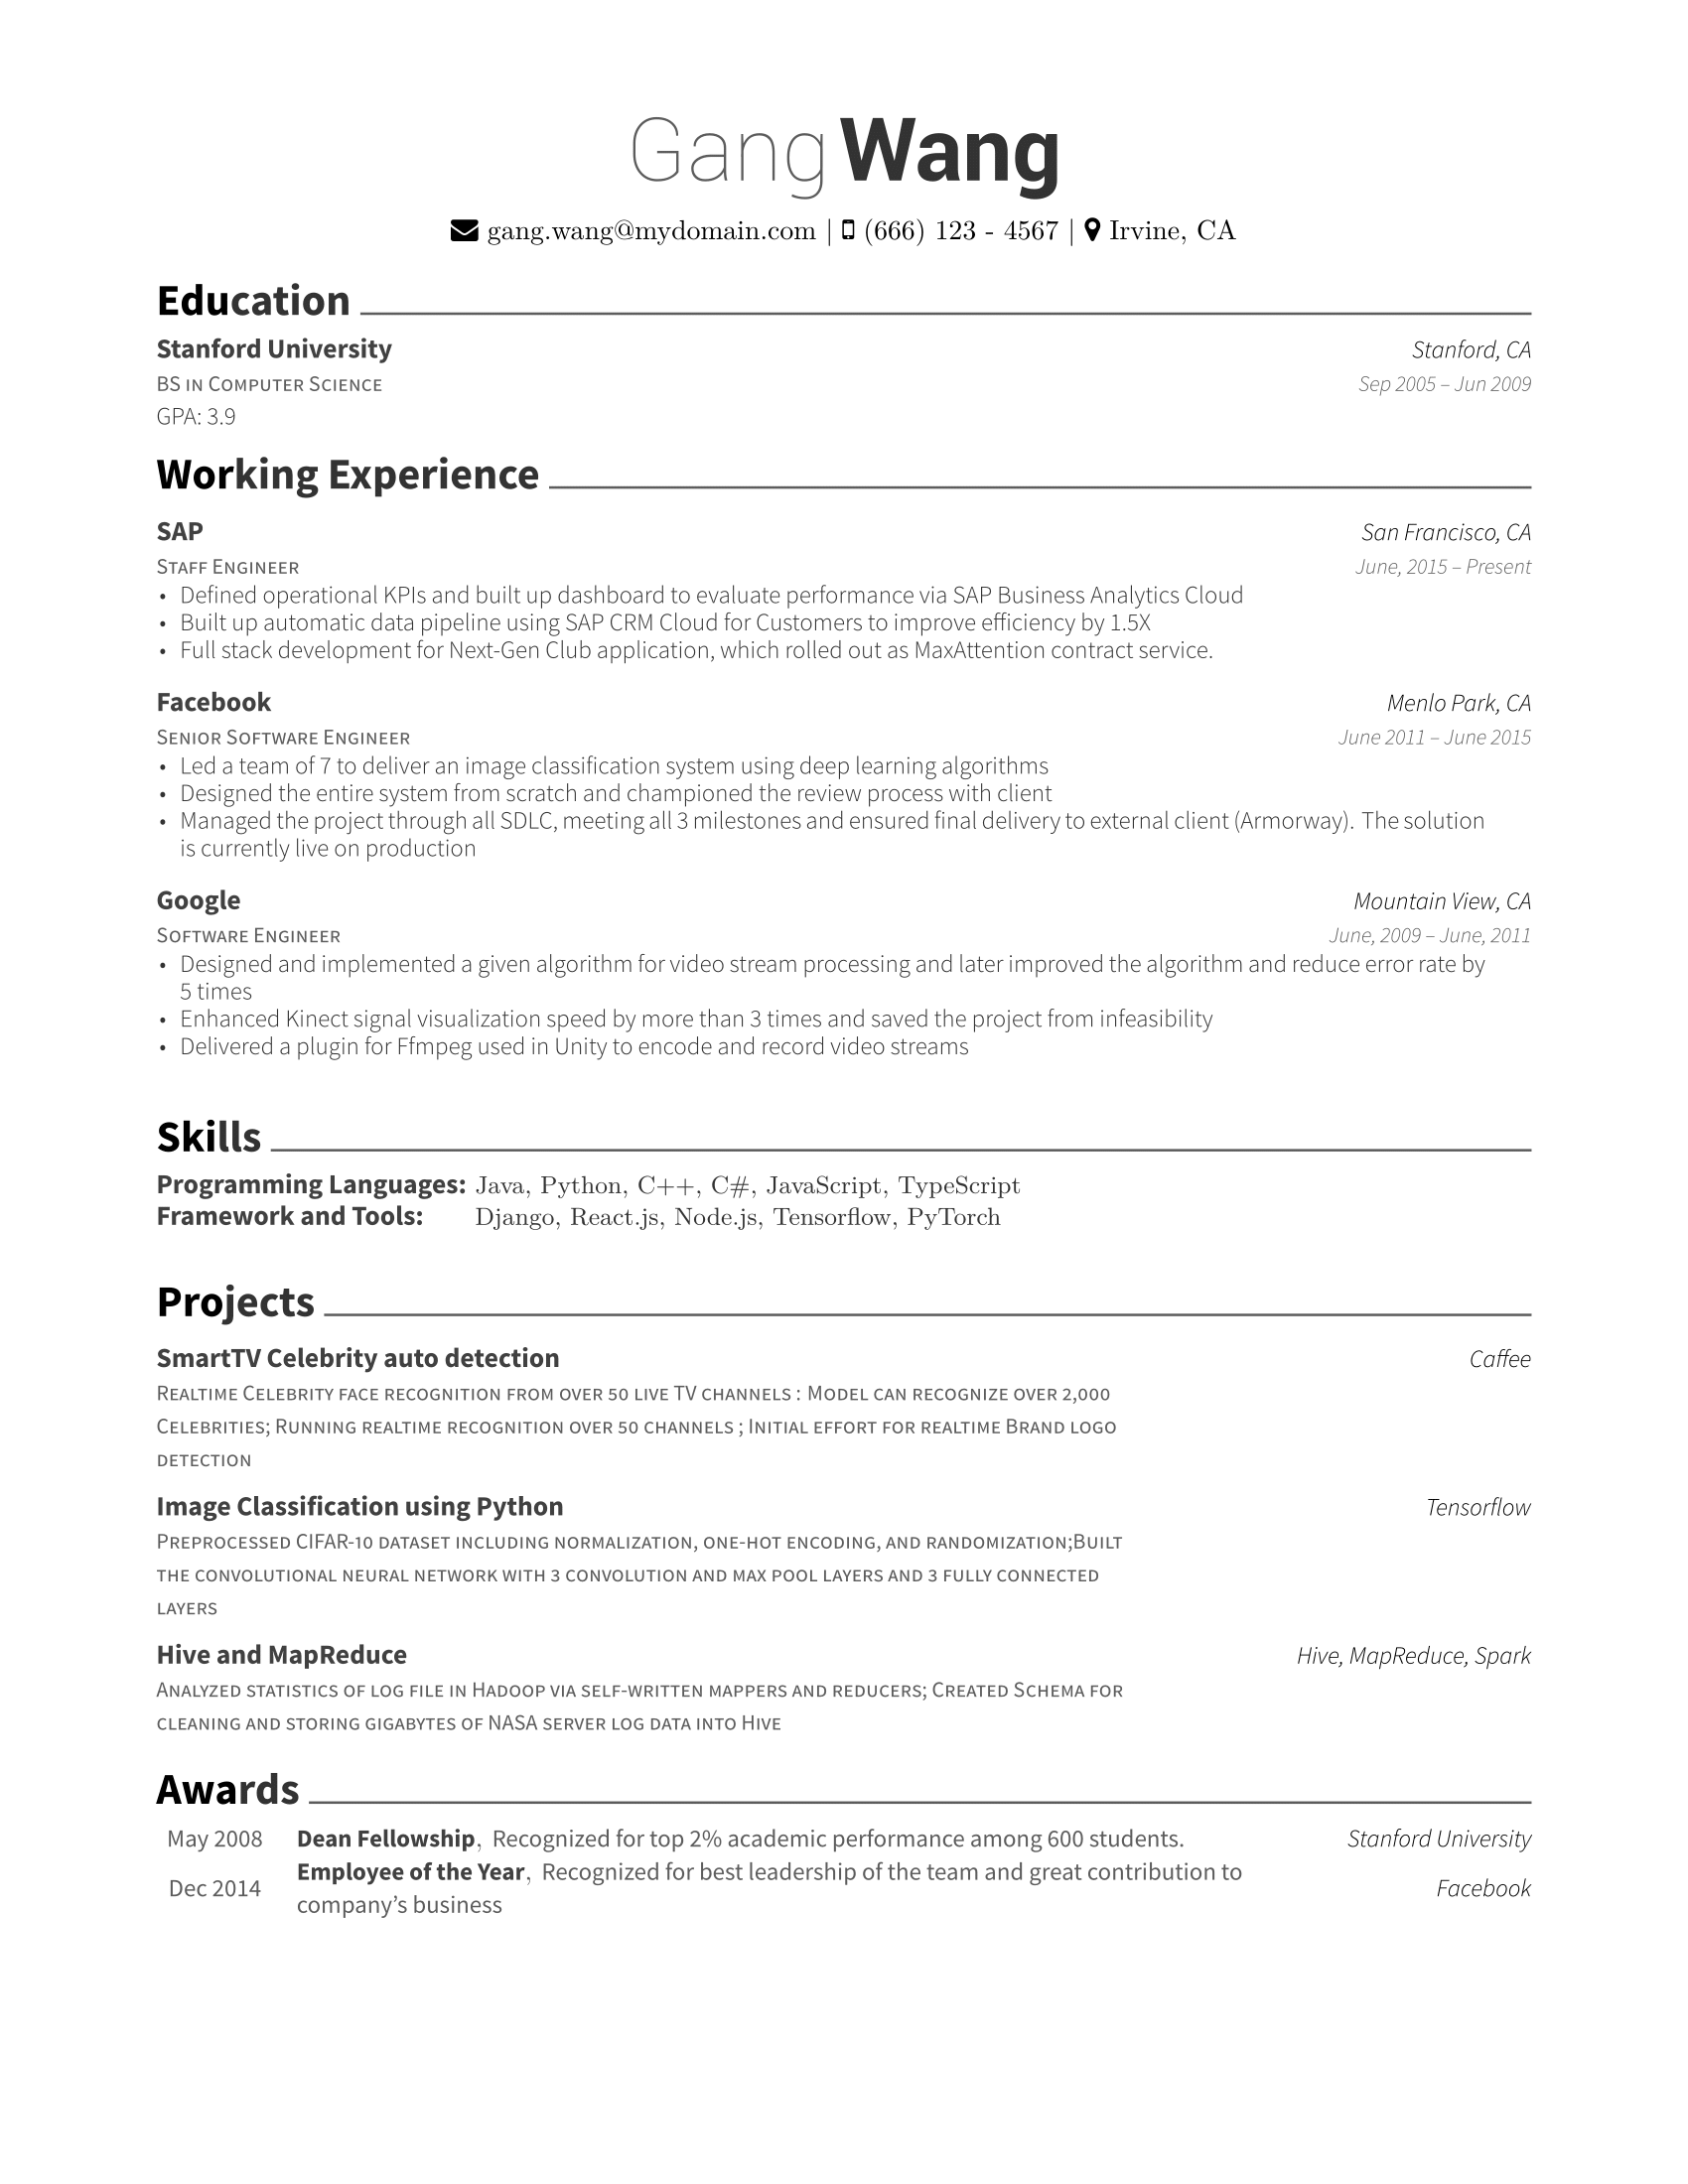 Gang Wang
gang.wang@mydomain.com | (666) 123 - 4567 | Irvine, CA
Education
Stanford University Stanford, CA
BS in Computer Science Sep 2005 – Jun 2009
GPA: 3.9
Working Experience
SAP San Francisco, CA
Staff Engineer June, 2015 – Present
• Defined operational KPIs and built up dashboard to evaluate performance via SAP Business Analytics Cloud
• Built up automatic data pipeline using SAP CRM Cloud for Customers to improve efficiency by 1.5X
• Full stack development for Next-Gen Club application, which rolled out as MaxAttention contract service.
Facebook Menlo Park, CA
Senior Software Engineer June 2011 – June 2015
• Led a team of 7 to deliver an image classification system using deep learning algorithms
• Designed the entire system from scratch and championed the review process with client
• Managed the project through all SDLC, meeting all 3 milestones and ensured final delivery to external client (Armorway). The solution
is currently live on production
Google Mountain View, CA
Software Engineer June, 2009 – June, 2011
• Designed and implemented a given algorithm for video stream processing and later improved the algorithm and reduce error rate by
5 times
• Enhanced Kinect signal visualization speed by more than 3 times and saved the project from infeasibility
• Delivered a plugin for Ffmpeg used in Unity to encode and record video streams
Skills
Programming Languages: Java, Python, C++, C#, JavaScript, TypeScript
Framework and Tools: Django, React.js, Node.js, Tensorflow, PyTorch
Projects
SmartTV Celebrity auto detection Caffee
Realtime Celebrity face recognition from over 50 live TV channels : Model can recognize over 2,000
Celebrities; Running realtime recognition over 50 channels ; Initial effort for realtime Brand logo
detection
Image Classification using Python Tensorflow
Preprocessed CIFAR-10 dataset including normalization, one-hot encoding, and randomization;Built
the convolutional neural network with 3 convolution and max pool layers and 3 fully connected
layers
Hive and MapReduce Hive, MapReduce, Spark
Analyzed statistics of log file in Hadoop via self-written mappers and reducers; Created Schema for
cleaning and storing gigabytes of NASA server log data into Hive
Awards
May 2008 Dean Fellowship, Recognized for top 2% academic performance among 600 students. Stanford University
Dec 2014 Employee of the Year, Recognized for best leadership of the team and great contribution to
company's business Facebook